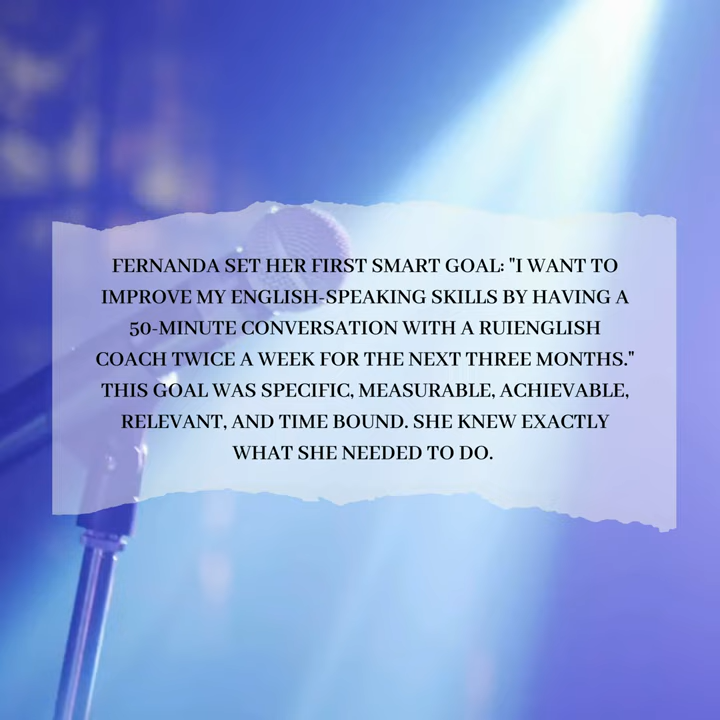 FERNANDA SET HER FIRST SMART GOAL: "I WANT TO
IMPROVE MY ENGLISH-SPEAKING SKILLS BY HAVING A
50-MINUTE CONVERSATION WITH A RUIENGLISH
COACH TWICE A WEEK FOR THE NEXT THREE MONTHS."
THIS GOAL WAS SPECIFIC, MEASURABLE, ACHIEVABLE,
RELEVANT, AND TIME BOUND. SHE KNEW EXACTLY
WHAT SHE NEEDED TO DO.